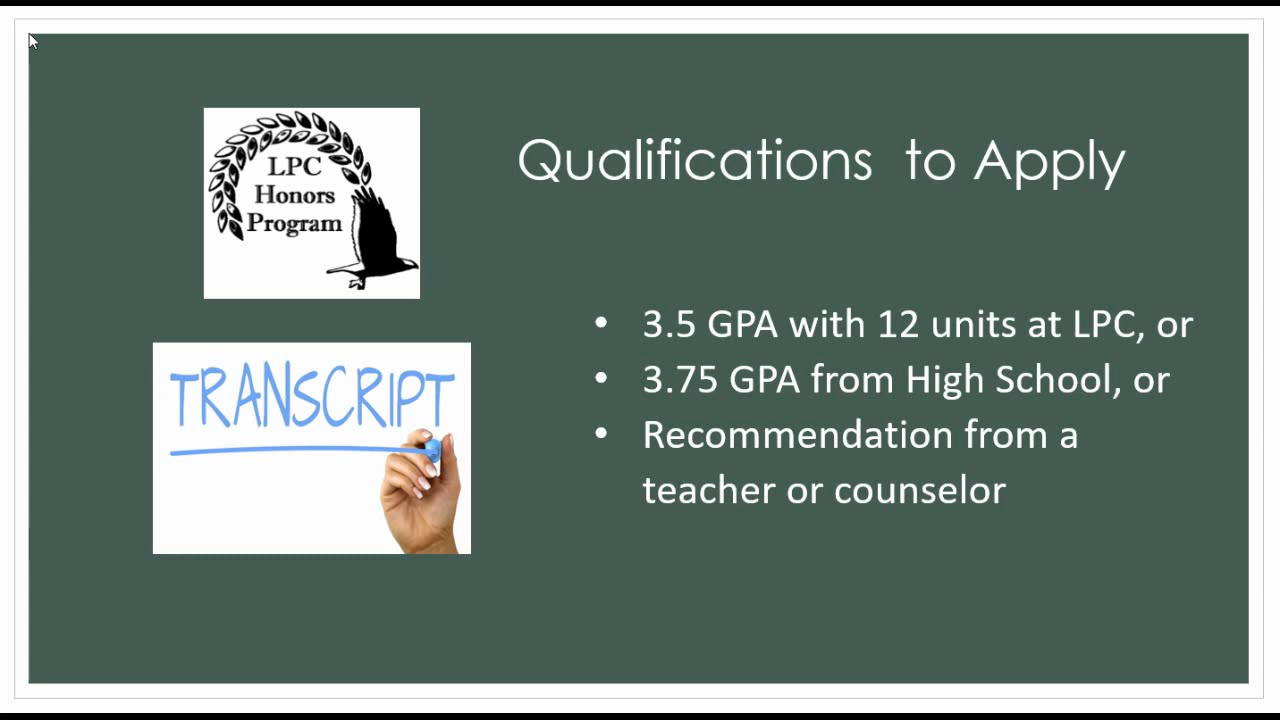 LPC
Honors
Program
Qualifications to Apply
TRANSCRIPT
• 3.5 GPA with 12 units at LPC, or
• 3.75 GPA from High School, or
• Recommendation from a
teacher or counselor